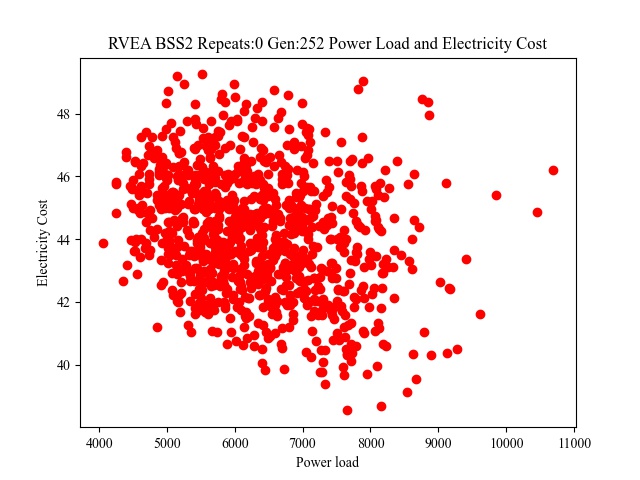 RVEA BSS2 Repeats:0 Gen:252 Power Load and Electricity Cost
Electricity Cost
48
46
44
42
40
4000 5000 6000 7000 8000 9000 10000 11000
Power load